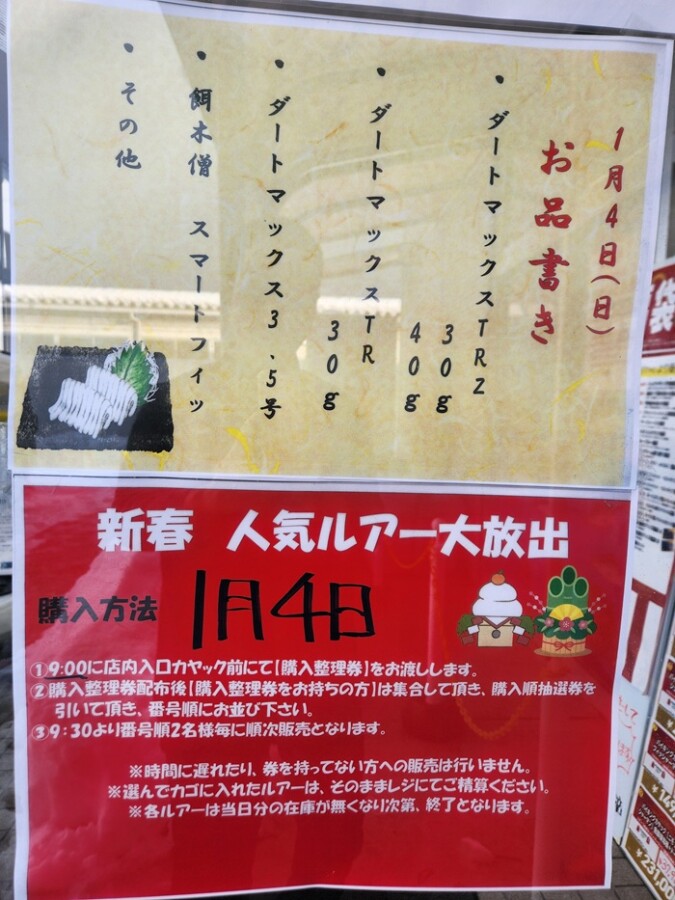 1月4日(日)
お品書き
・ダートマックスTRZ
30g
40g
・ダートマックスTR
30g
・ダートマックス3.5号
・餌木僧 スマートフィッ
・その他
新春 人気ルアー大放出
購入方法 1月4日
①9:00に店内入口カヤック前にて【購入整理券】をお渡しします。
②購入整理券配布後【購入整理券をお持ちの方】は集合して頂き、購入順抽選券を
引いて頂き、番号順にお並び下さい。
③9:30より番号順2名様毎に順次販売となります。
※時間に遅れたり、券を持ってない方への販売は行いません。
※選んでカゴに入れたルアーは、そのままレジにてご精算ください。
※各ルアーは当日分の在庫が無くなり次第、終了となります。
袋